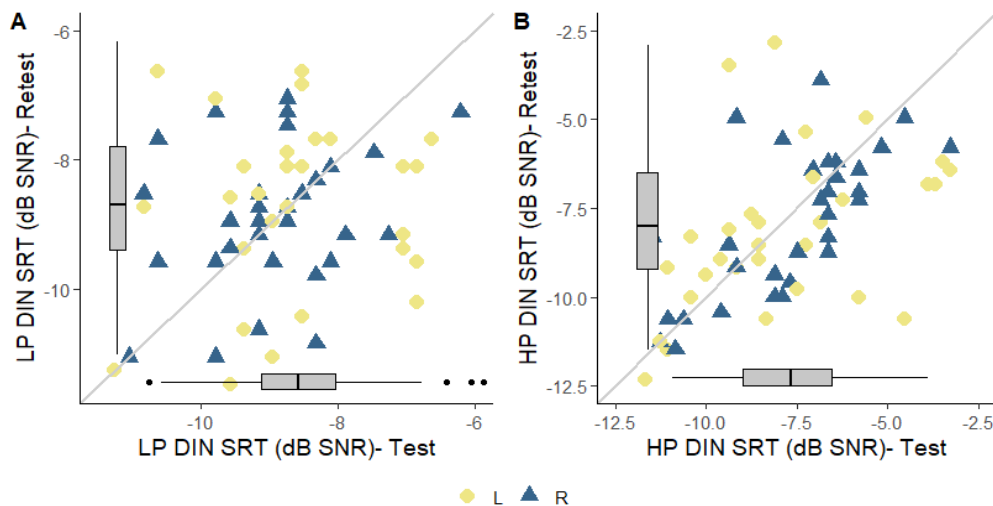 A
LP DIN SRT (dB SNR)- Retest
-6
-8
-10
-10
-8
-6
LP DIN SRT (dB SNR)- Test
B
HP DIN SRT (dB SNR)- Retest
-2.5
-5.0
-7.5
-10.0
-12.5
-12.5
-10.0
-7.5
-5.0
-2.5
HP DIN SRT (dB SNR)- Test
L R